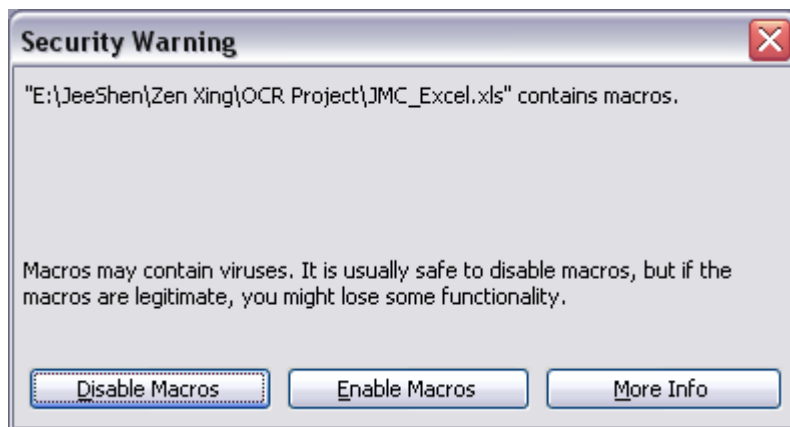 Security Warning
"E:\JeeShen\Zen Xing\OCR Project\JMC_Excel.xls" contains macros.
Macros may contain viruses. It is usually safe to disable macros, but if the
macros are legitimate, you might lose some functionality.
Disable Macros Enable Macros More Info